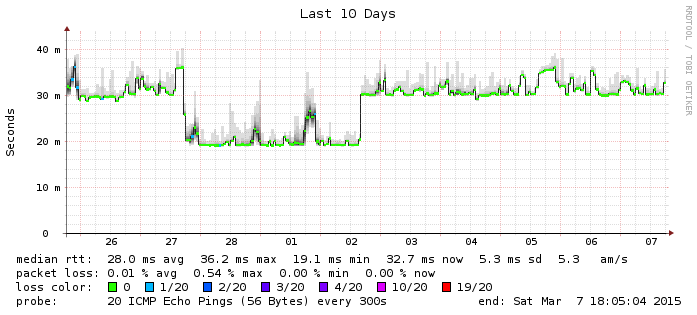 Last 10 Days
RRDTOOL / TOBI OETIKER
Seconds
40 m
30 m
20 m
10 m
0
26 27 28 01 02 03 04 05 06 07
median rtt: 28.0 ms avg 36.2 ms max 19.1 ms min 32.7 ms now 5.3 ms sd 5.3 am/s
packet loss: 0.01 % avg 0.54 % max 0.00 % min 0.00 % now
loss color: 0 1/20 2/20 3/20 4/20 10/20 19/20
probe: 20 ICMP Echo Pings (56 Bytes) every 300s end: Sat Mar 7 18:05:04 2015